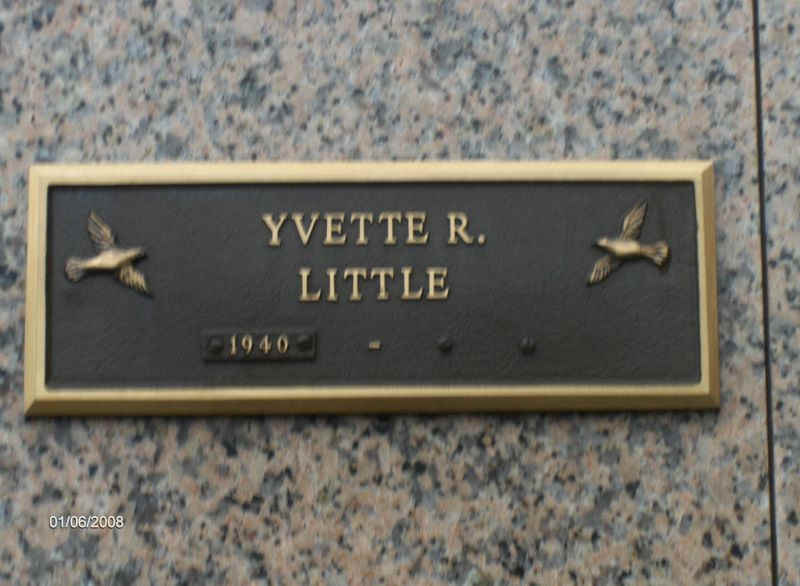 YVETTE R.
LITTLE
1940 -
01/06/2008